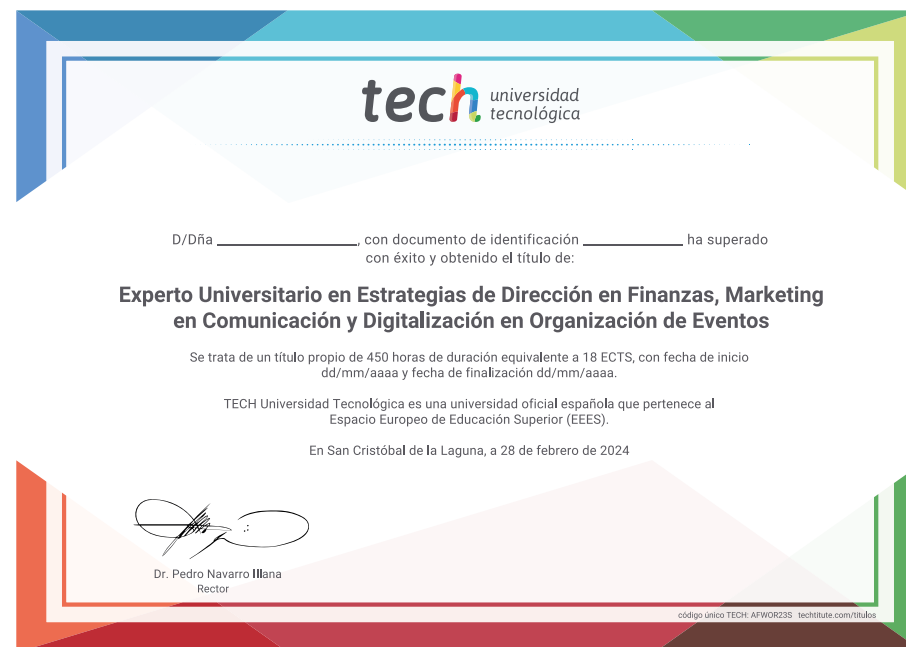 tech universidad
tecnológica
D/Dña ____________________, con documento de identificación ______________ ha superado
con éxito y obtenido el título de:
Experto Universitario en Estrategias de Dirección en Finanzas, Marketing
en Comunicación y Digitalización en Organización de Eventos
Se trata de un título propio de 450 horas de duración equivalente a 18 ECTS, con fecha de inicio
dd/mm/aaaa y fecha de finalización dd/mm/aaaa.
TECH Universidad Tecnológica es una universidad oficial española que pertenece al
Espacio Europeo de Educación Superior (EEES).
En San Cristóbal de la Laguna, a 28 de febrero de 2024
Dr. Pedro Navarro Illana
Rector
código único TECH: AFWOR23S techtitute.com/titulos